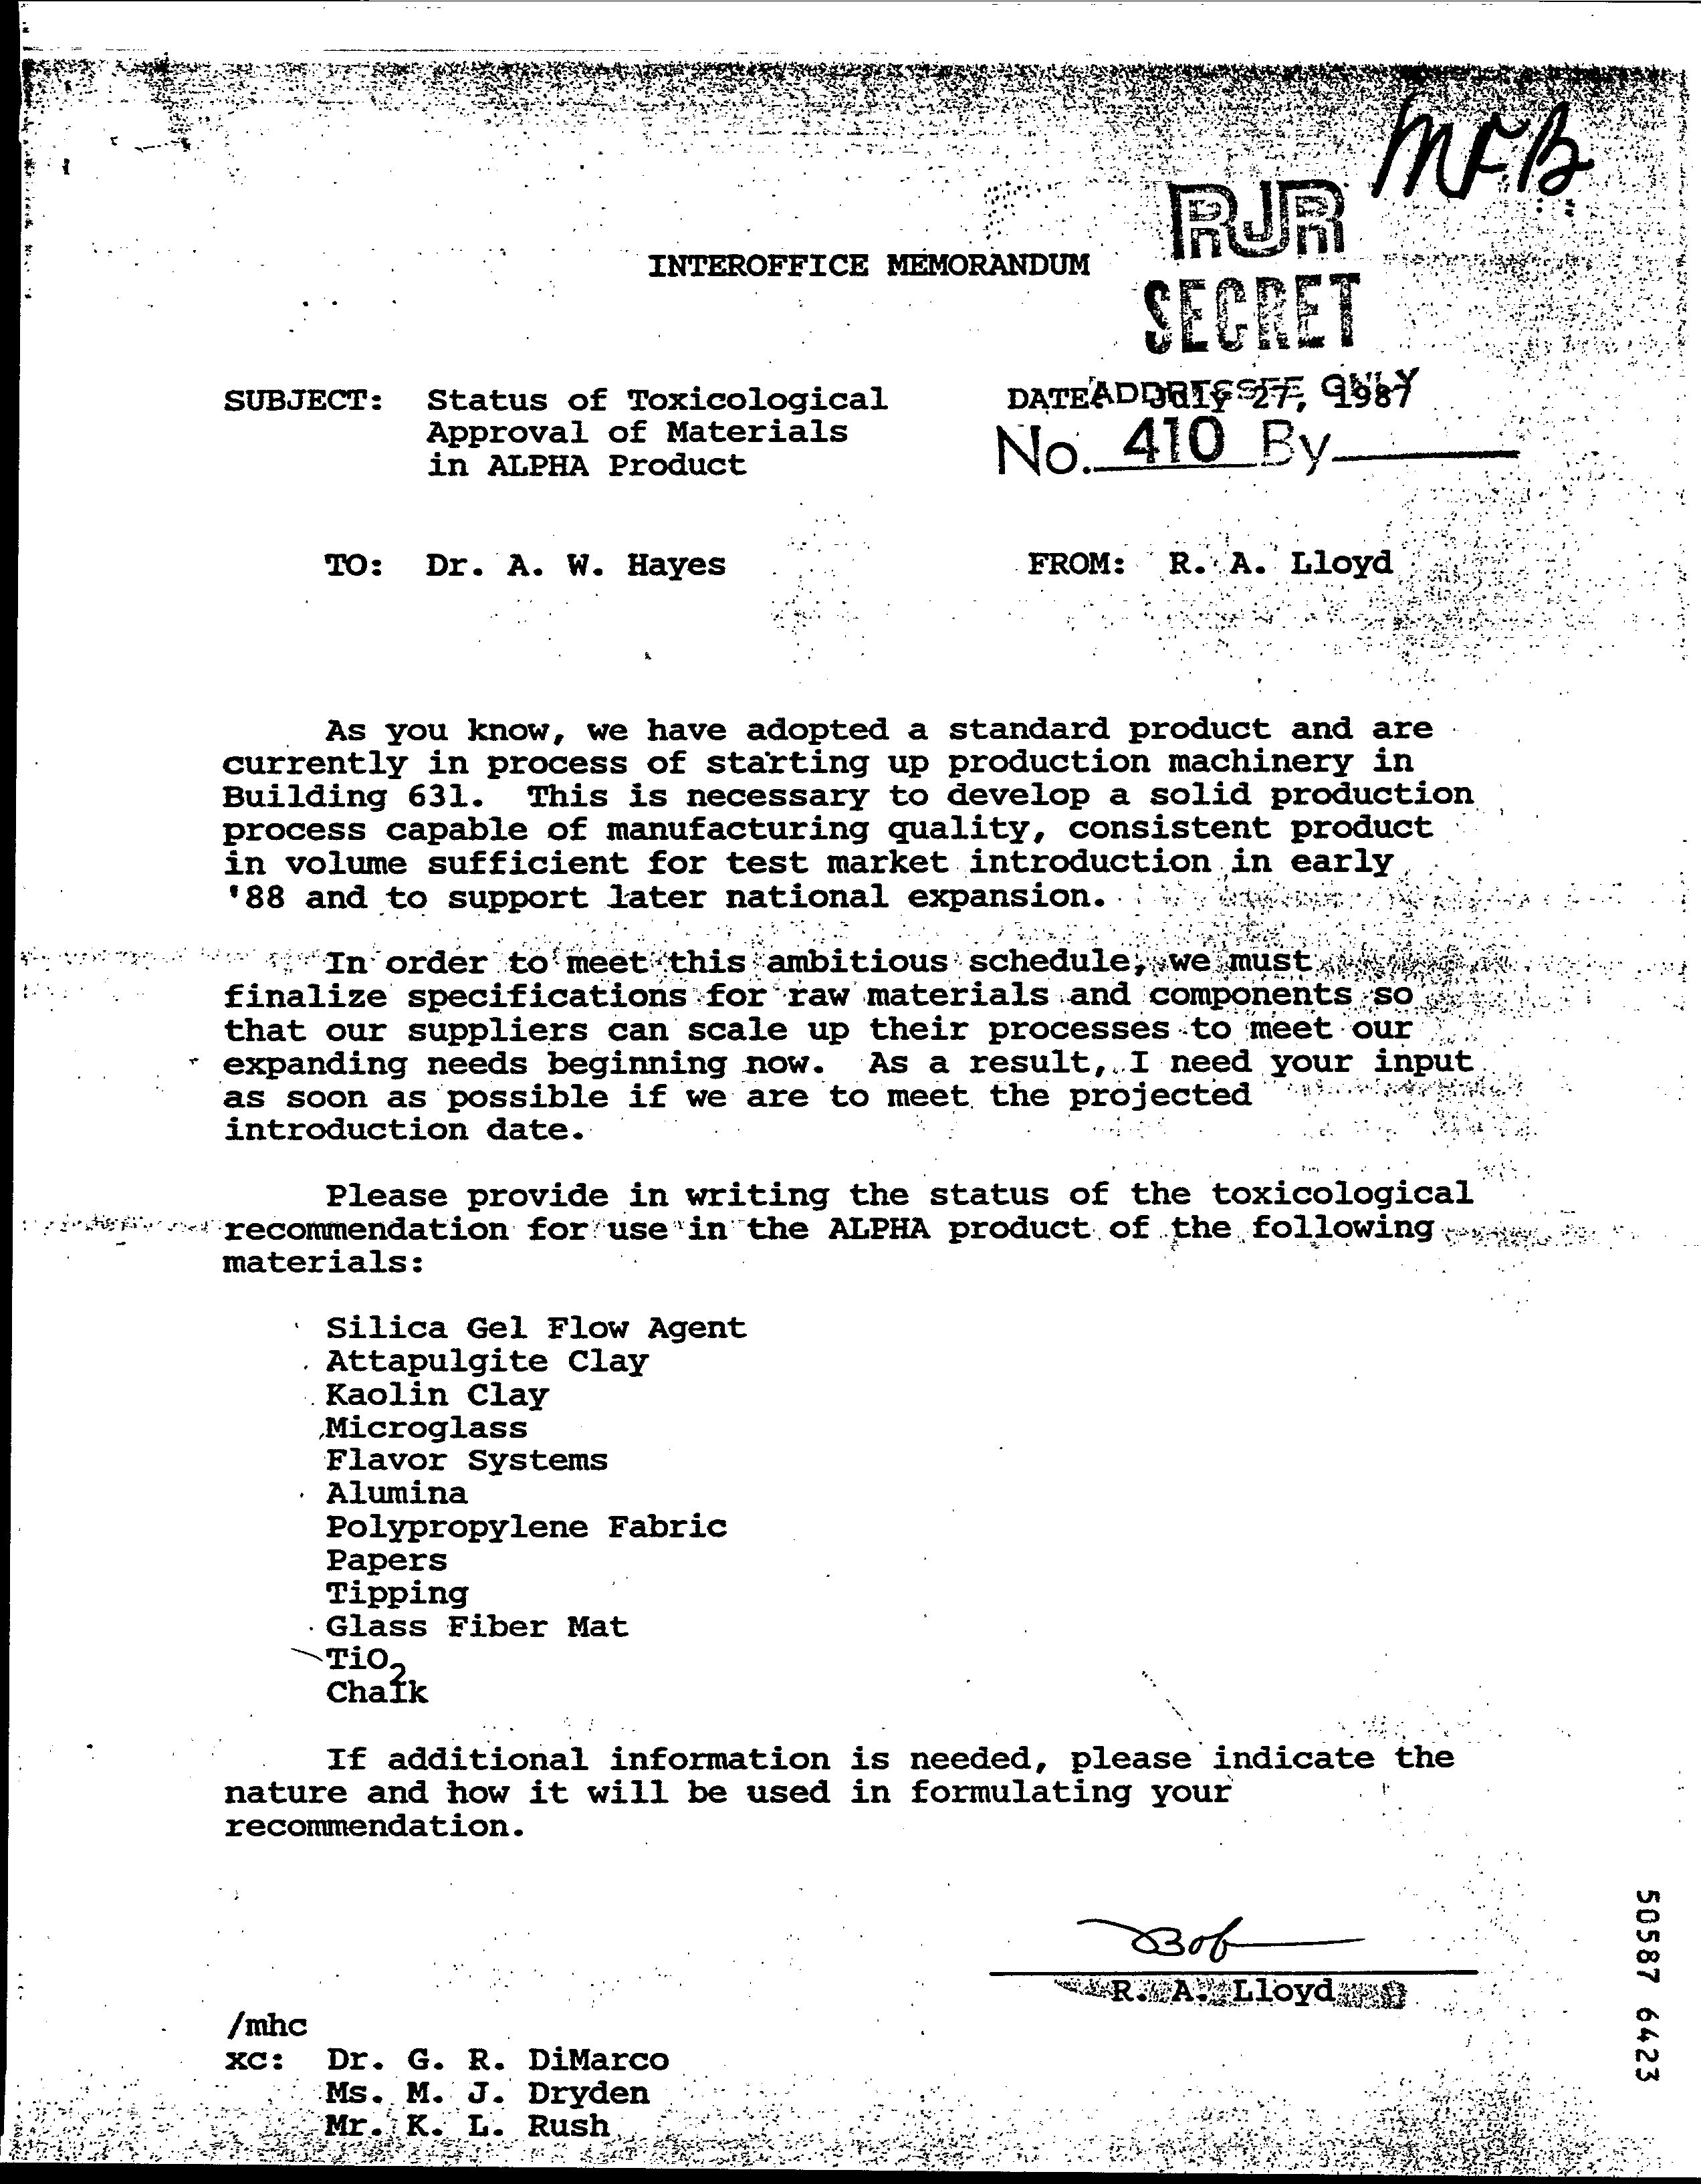 MFB
RJR
INTEROFFICE MEMORANDUM
SECRET
ADDRESSEE ONLY
SUBJECT: Status of Toxicological DATE: July 27, 1987
Approval of Materials
No. 410 By
in ALPHA Product
TO: Dr. A. W. Hayes FROM: R. A. Lloyd
As you know, we have adopted a standard product and are
currently in process of starting up production machinery in
Building 631. This is necessary to develop a solid production
process capable of manufacturing quality, consistent product
in volume sufficient for test market introduction in early
'88 and to support later national expansion.
In order to meet this ambitious schedule, we must
finalize specifications for raw materials and components so
that our suppliers can scale up their processes to meet our
expanding needs beginning now. As a result, I need your input
as soon as possible if we are to meet the projected
introduction date.
Please provide in writing the status of the toxicological
recommendation for use in the ALPHA product of the following
materials:
Silica Gel Flow Agent
Attapulgite Clay
Kaolin Clay
Microglass
Flavor Systems
Alumina
Polypropylene Fabric
Papers
Tipping
Glass Fiber Mat
TiO2
Chalk
If additional information is needed, please indicate the
nature and how it will be used in formulating your
recommendation.
Bob
R. A. Lloyd
/mhc
xc: Dr. G. R. DiMarco
Ms. M. J. Dryden
Mr. K. L. Rush
50587 6423